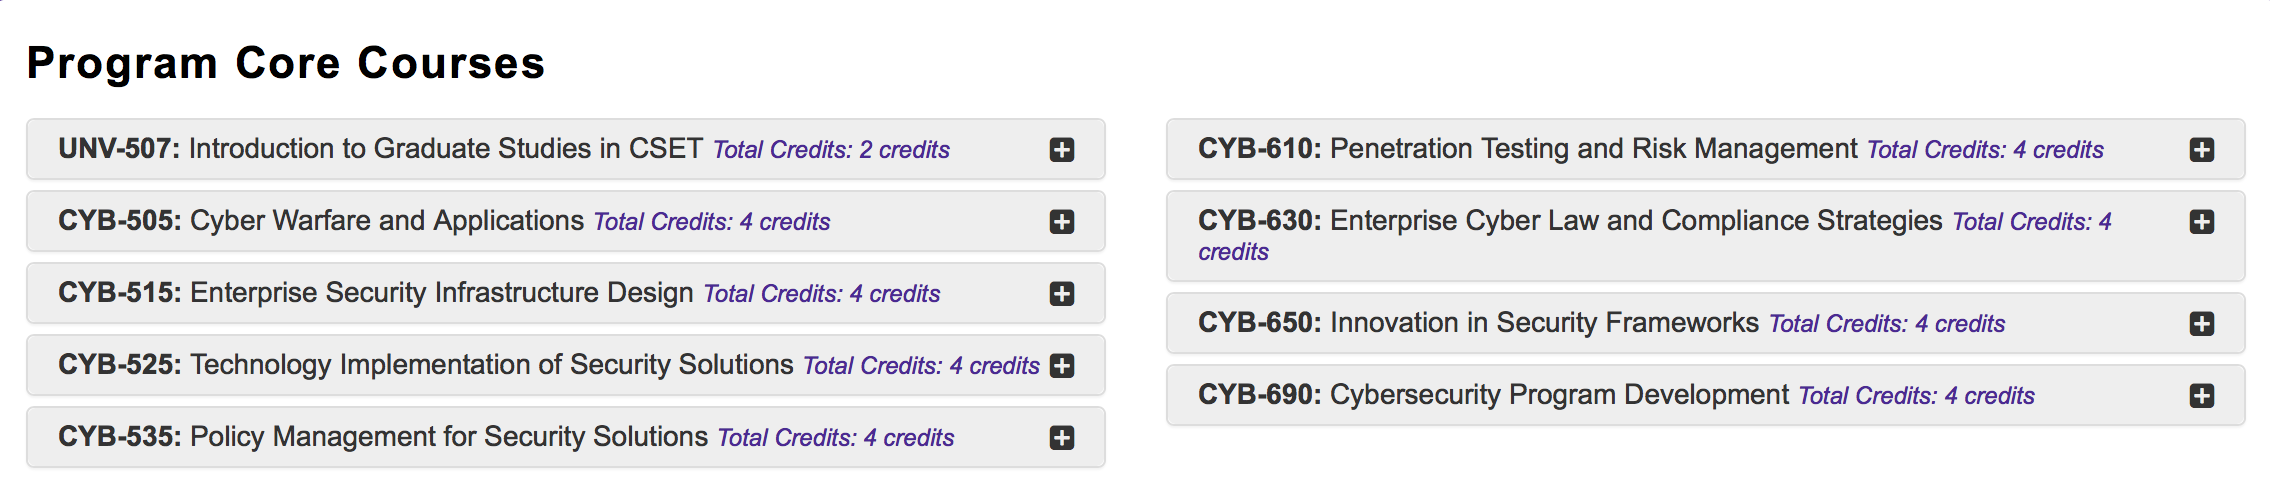 Program Core Courses
UNV-507: Introduction to Graduate Studies in CSET Total Credits: 2 credits
CYB-505: Cyber Warfare and Applications Total Credits: 4 credits
CYB-515: Enterprise Security Infrastructure Design Total Credits: 4 credits
CYB-525: Technology Implementation of Security Solutions Total Credits: 4 credits
CYB-535: Policy Management for Security Solutions Total Credits: 4 credits
CYB-610: Penetration Testing and Risk Management Total Credits: 4 credits
CYB-630: Enterprise Cyber Law and Compliance Strategies Total Credits: 4
credits
CYB-650: Innovation in Security Frameworks Total Credits: 4 credits
CYB-690: Cybersecurity Program Development Total Credits: 4 credits